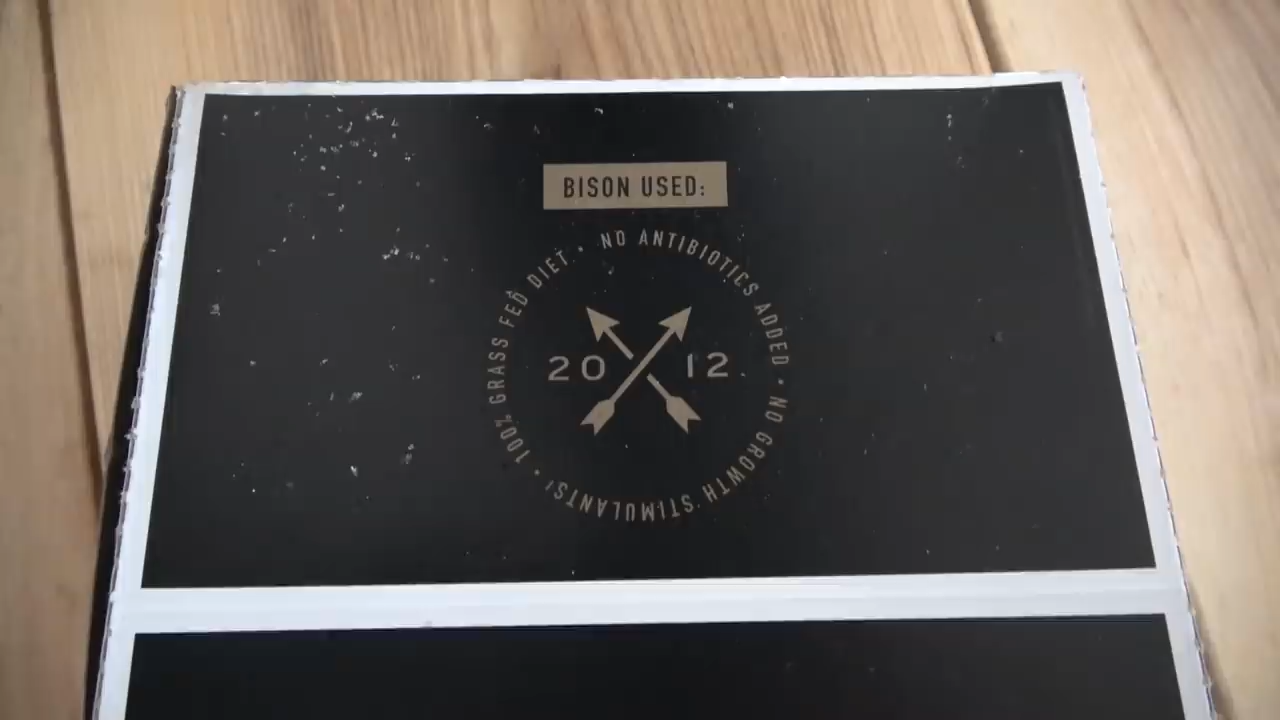 BISON USED:
NO ANTIBIOTICS ADDED • NO GROWTH STIMULANTS! • 100% GRASS FED DIET •
20 12